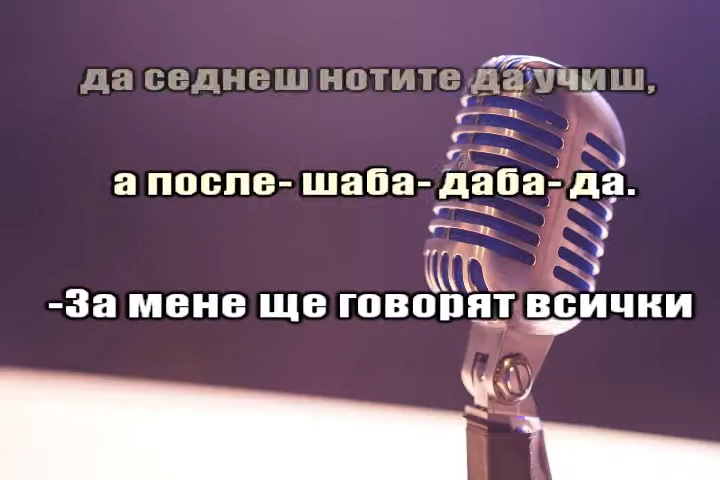 да седнеш нотите да учиш,
а после- шаба- даба- да.
-За мене ще говорят всички